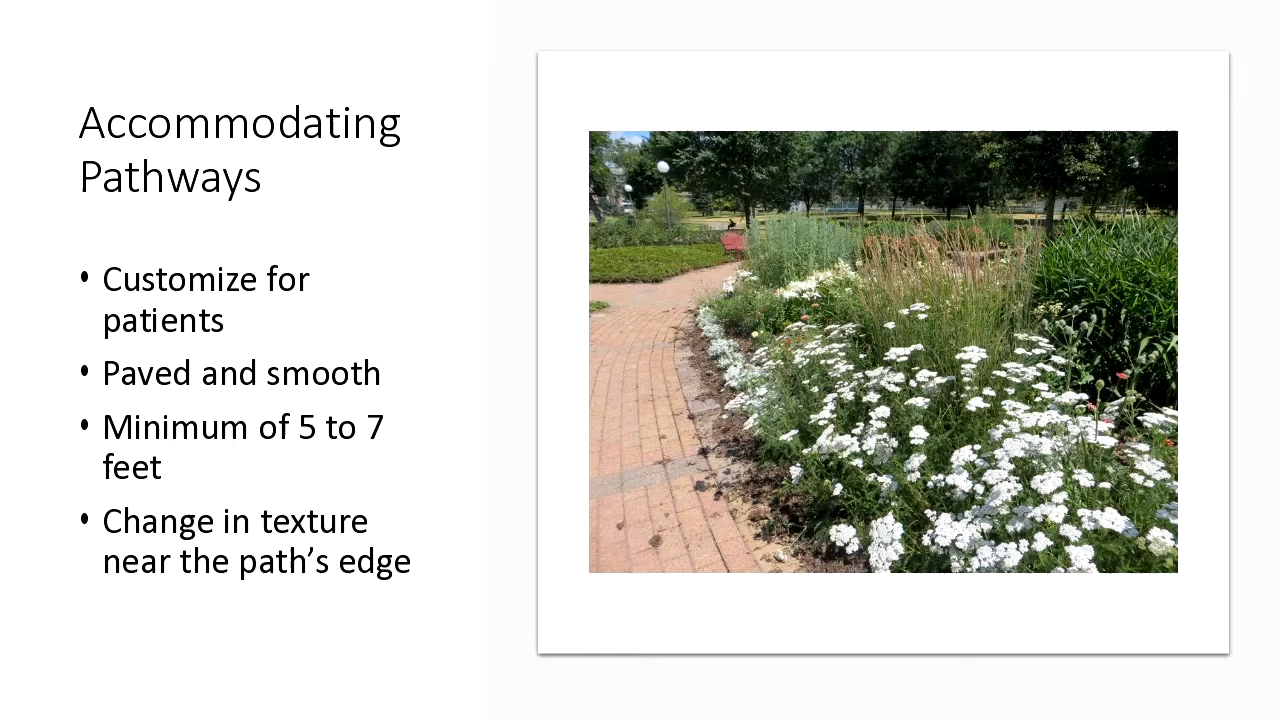 Accommodating
Pathways
• Customize for
patients
• Paved and smooth
• Minimum of 5 to 7
feet
• Change in texture
near the path’s edge